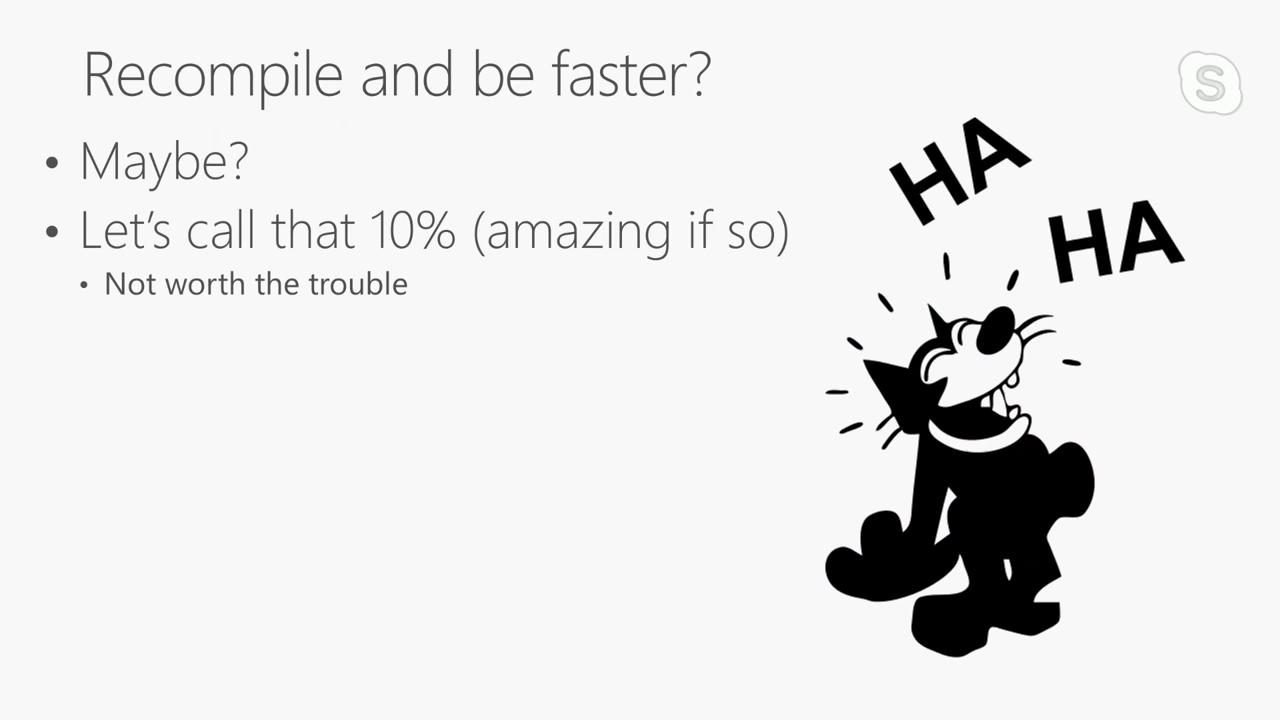 Recompile and be faster?
S
• Maybe?
• Let's call that 10% (amazing if so)
• Not worth the trouble
HA
HA